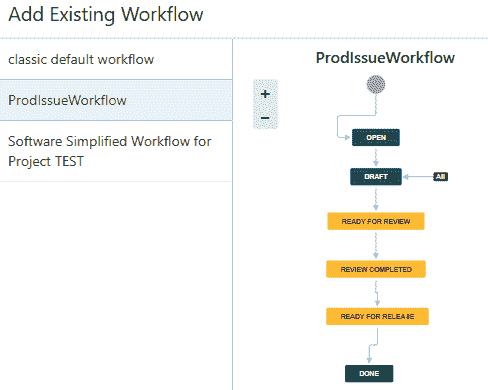 Add Existing Workflow
classic default workflow
ProdIssueWorkflow
Software Simplified Workflow for
Project TEST
ProdIssueWorkflow
+
−
OPEN
DRAFT
All
READY FOR REVIEW
REVIEW COMPLETED
READY FOR RELEASE
DONE